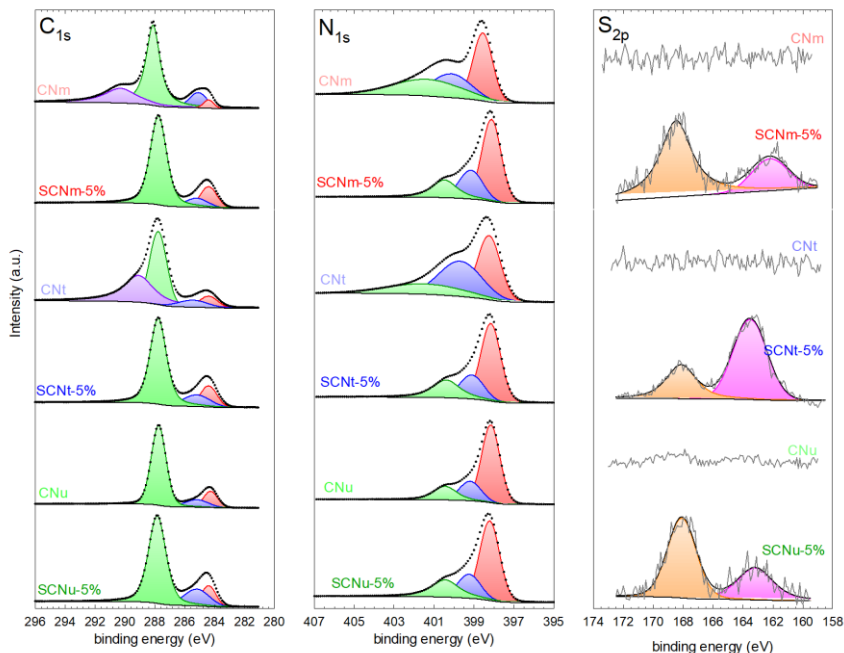 C1s
CNm
SCNm-5%
CNt
SCNt-5%
CNu
SCNu-5%
296 294 292 290 288 286 284 282 280
binding energy (eV)
Intensity (a.u.)
N1s
CNm
SCNm-5%
CNt
SCNt-5%
CNu
SCNu-5%
407 405 403 401 399 397 395
binding energy (eV)
S2p
CNm
SCNm-5%
CNt
SCNt-5%
CNu
SCNu-5%
174 172 170 168 166 164 162 160 158
binding energy (eV)